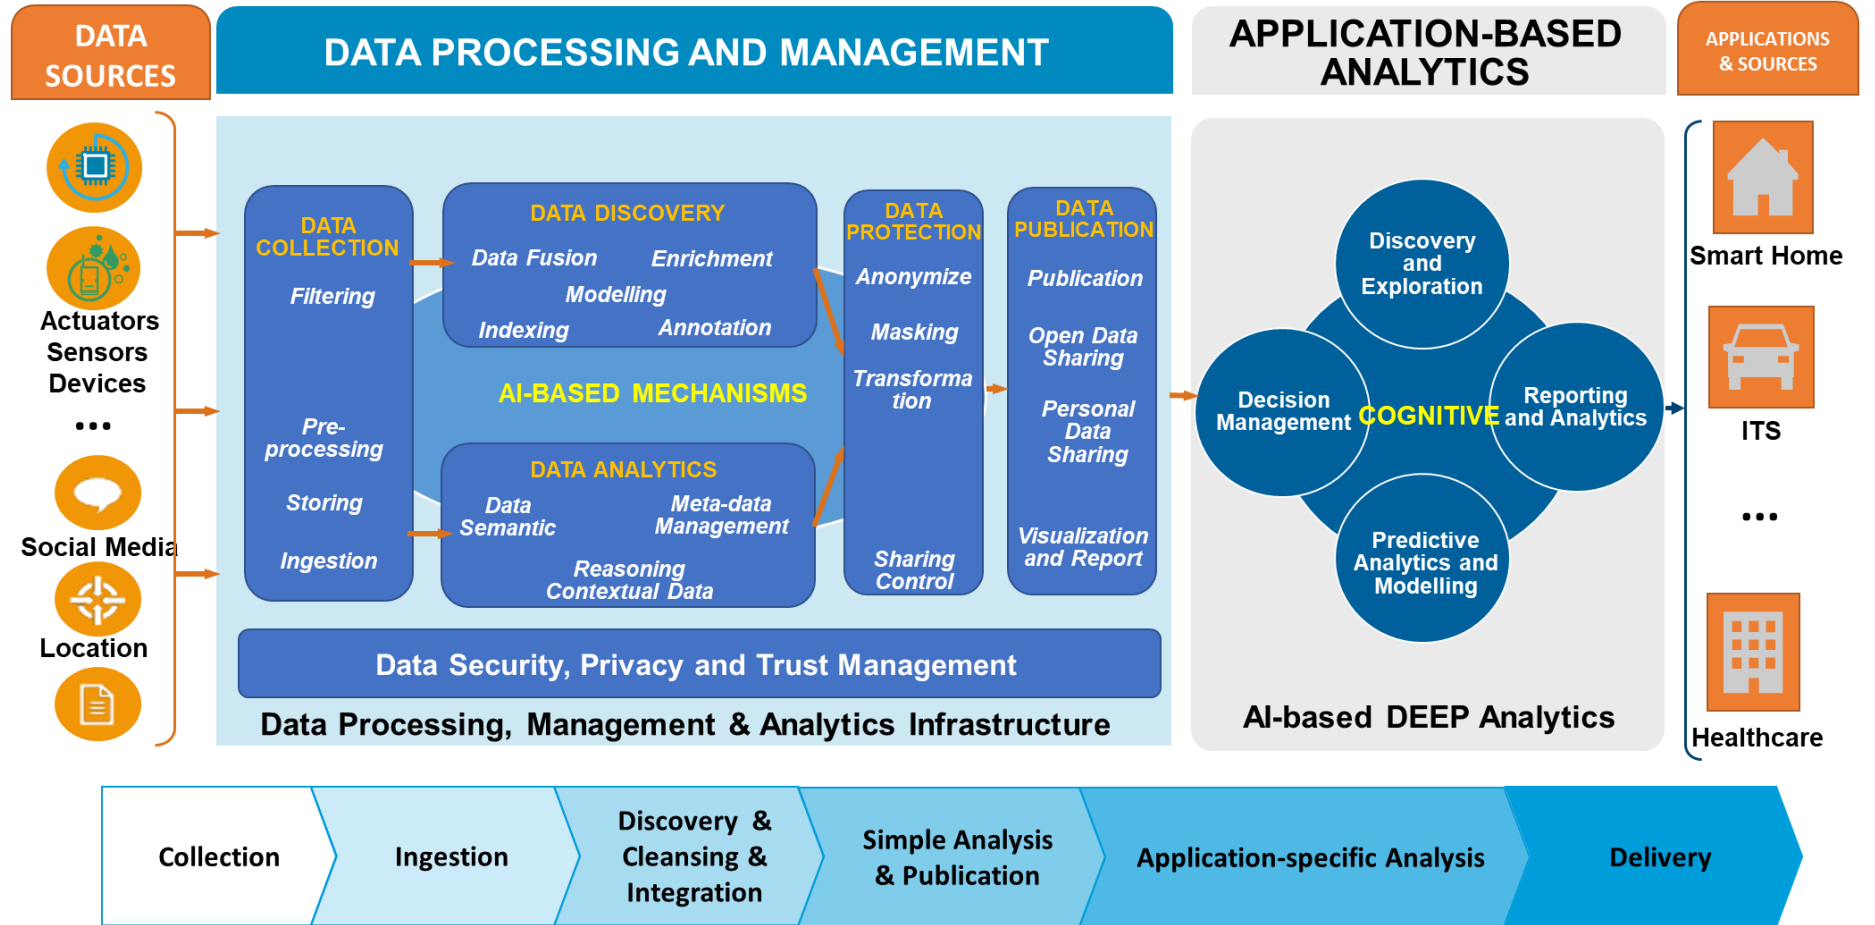 DATA
SOURCES
DATA PROCESSING AND MANAGEMENT
APPLICATION-BASED
ANALYTICS
APPLICATIONS
& SOURCES
Actuators
Sensors
Devices
...
Social Media
Location
DATA
COLLECTION
Filtering
Pre-
processing
Storing
Ingestion
DATA DISCOVERY
Data Fusion
Enrichment
Modelling
Indexing
Annotation
AI-BASED MECHANISMS
DATA ANALYTICS
Data
Semantic
Meta-data
Management
Reasoning
Contextual Data
DATA
PROTECTION
Anonymize
Masking
Transforma
tion
Sharing
Control
DATA
PUBLICATION
Publication
Open Data
Sharing
Personal
Data
Sharing
Visualization
and Report
Data Security, Privacy and Trust Management
Data Processing, Management & Analytics Infrastructure
Discovery
and
Exploration
Decision
Management
COGNITIVE
Reporting
and Analytics
Predictive
Analytics and
Modelling
AI-based DEEP Analytics
Smart Home
ITS
...
Healthcare
Collection
Ingestion
Discovery &
Cleansing &
Integration
Simple Analysis
& Publication
Application-specific Analysis
Delivery